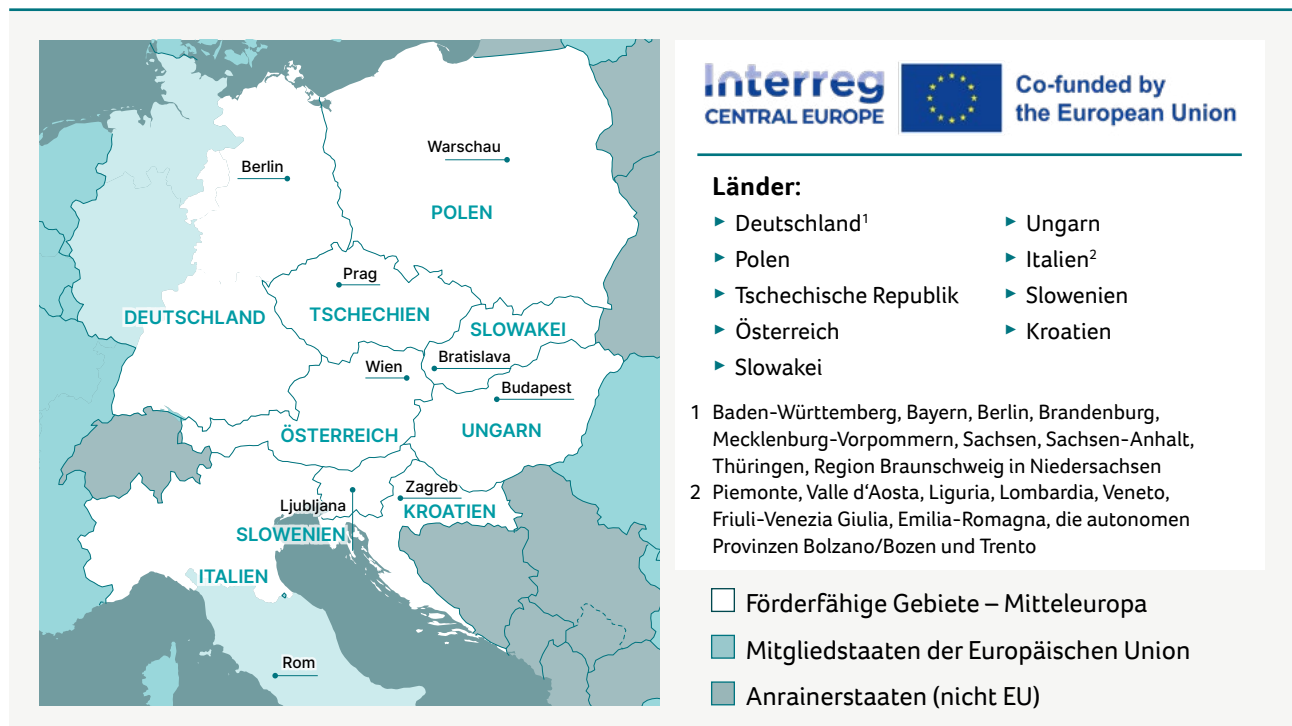 Berlin
Warschau
POLEN
Prag
TSCHECHIEN
DEUTSCHLAND
SLOWAKEI
Bratislava
Wien
Budapest
ÖSTERREICH
UNGARN
Zagreb
Ljubljana
KROATIEN
SLOWENIEN
ITALIEN
Rom
Interreg
CENTRAL EUROPE
Co-funded by
the European Union
Länder:
► Deutschland¹
► Polen
► Tschechische Republik
► Österreich
► Slowakei
► Ungarn
► Italien²
► Slowenien
► Kroatien
1 Baden-Württemberg, Bayern, Berlin, Brandenburg,
Mecklenburg-Vorpommern, Sachsen, Sachsen-Anhalt,
Thüringen, Region Braunschweig in Niedersachsen
2 Piemonte, Valle d‘Aosta, Liguria, Lombardia, Veneto,
Friuli-Venezia Giulia, Emilia-Romagna, die autonomen
Provinzen Bolzano/Bozen und Trento
Förderfähige Gebiete – Mitteleuropa
Mitgliedstaaten der Europäischen Union
Anrainerstaaten (nicht EU)